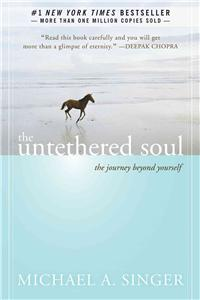 #1 NEW YORK TIMES BESTSELLER
— MORE THAN ONE MILLION COPIES SOLD —
"Read this book carefully and you will get
more than a glimpse of eternity." —DEEPAK CHOPRA
the
untethered soul
the journey beyond yourself
MICHAEL A. SINGER